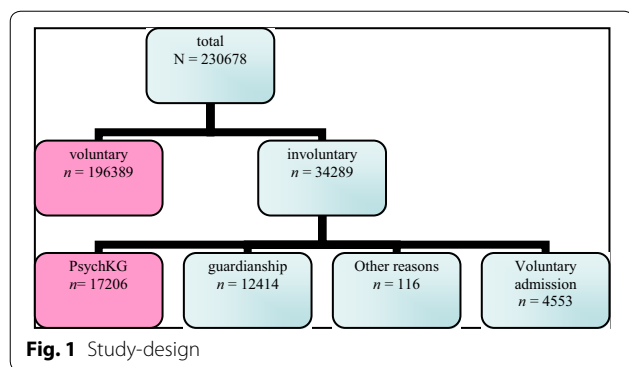 total
N = 230678
voluntary
n = 196389
involuntary
n = 34289
PsychKG
n= 17206
guardianship
n = 12414
Other reasons
n = 116
Voluntary
admission
n = 4553
Fig. 1 Study-design